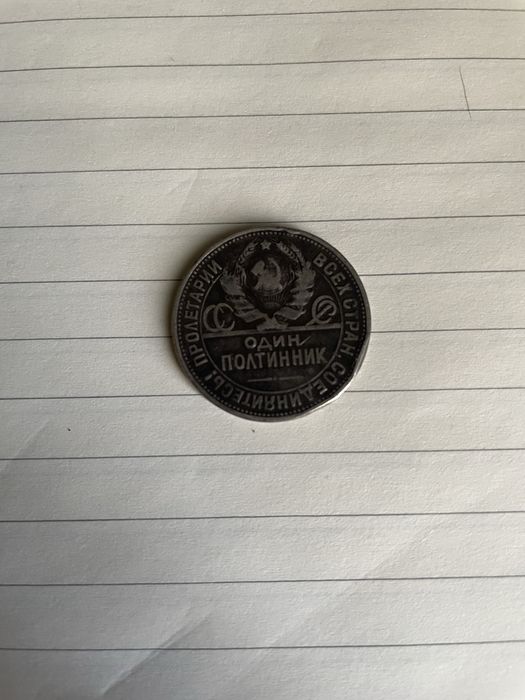 ПРОЛЕТАРИИ ВСЕХ СТРАН, СОЕДИНЯЙТЕСЬ!
СС СР
ОДИН
ПОЛТИННИК